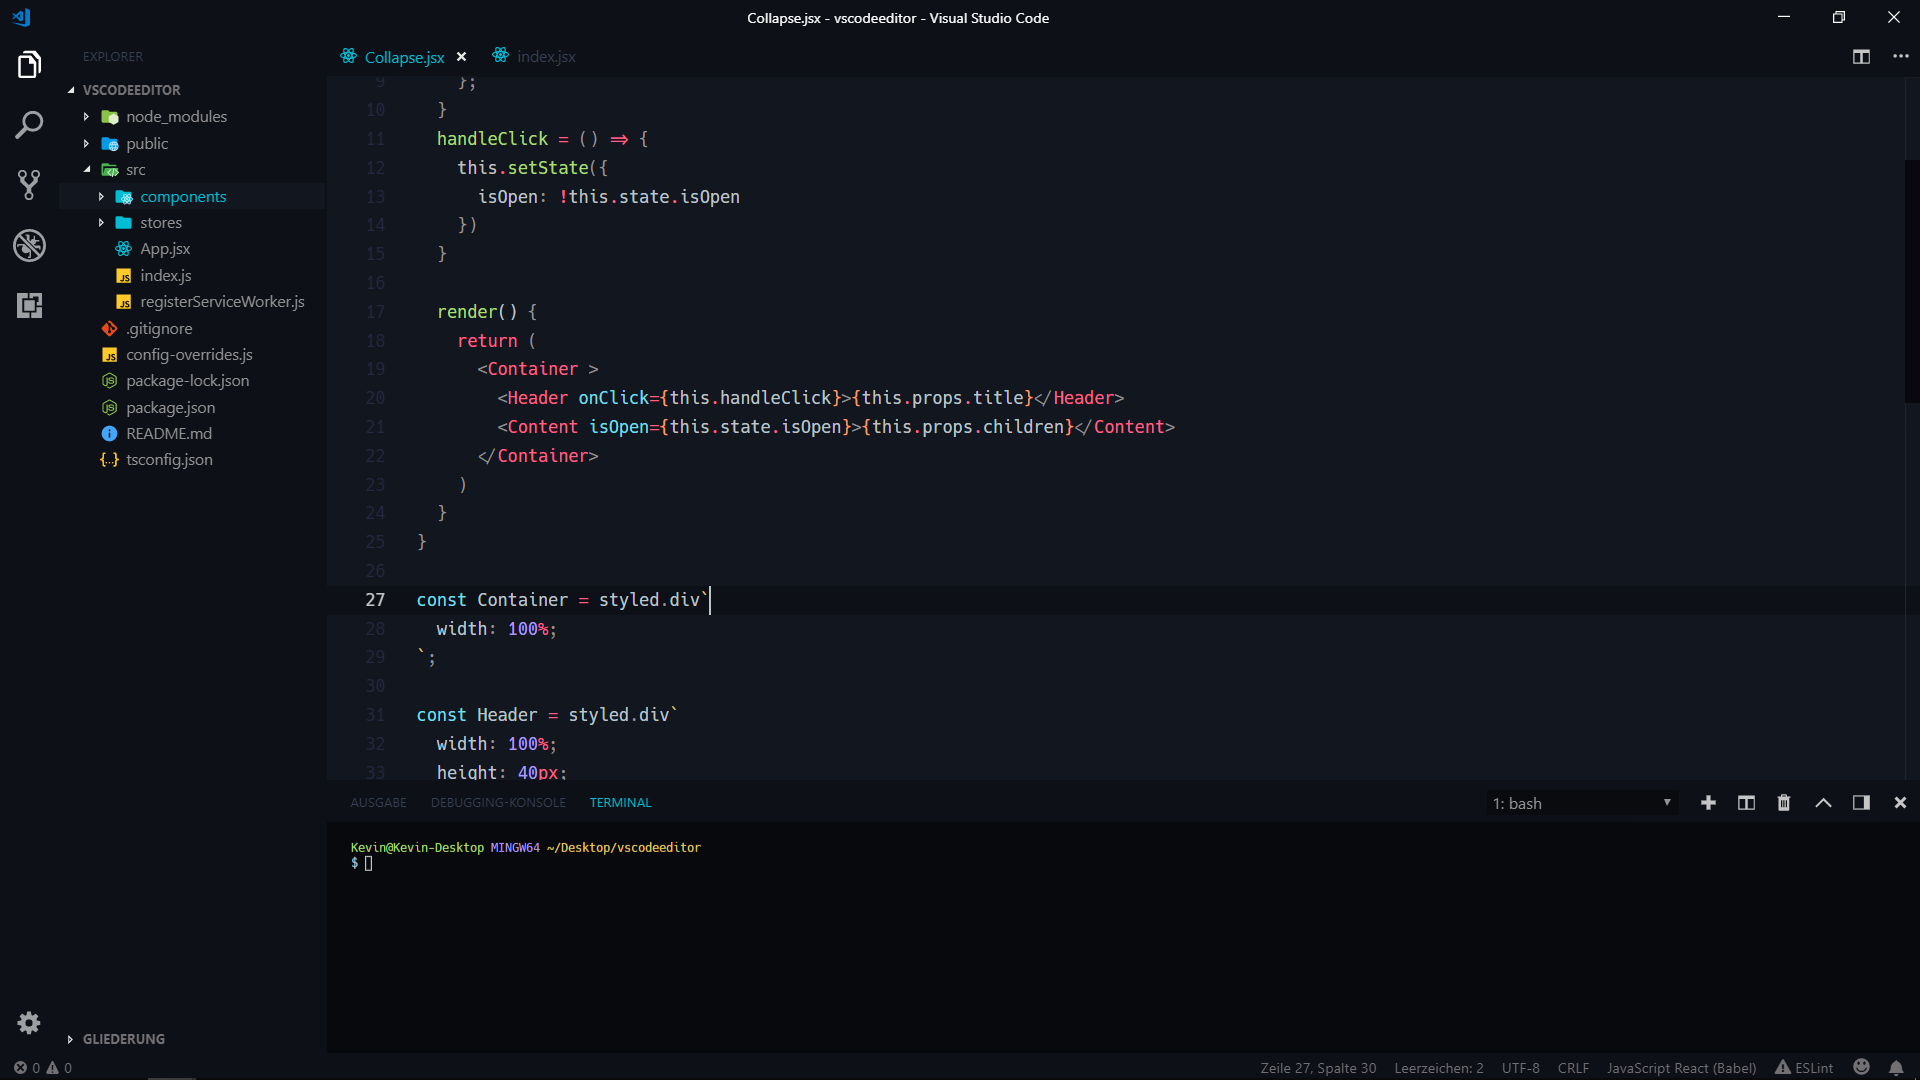 Collapse.jsx - vscodeeditor - Visual Studio Code
EXPLORER
VSCODEEDITOR
node_modules
public
src
components
stores
App.jsx
JS index.js
JS registerServiceWorker.js
.gitignore
JS config-overrides.js
package-lock.json
package.json
README.md
{..} tsconfig.json
GLIEDERUNG
Collapse.jsx
index.jsx
9 };
10 }
11 handleClick = () => {
12 this.setState({
13 isOpen: !this.state.isOpen
14 })
15 }
16
17 render() {
18 return (
19 <Container >
20 <Header onClick={this.handleClick}>{this.props.title}</Header>
21 <Content isOpen={this.state.isOpen}>{this.props.children}</Content>
22 </Container>
23 )
24 }
25 }
26
27 const Container = styled.div`
28 width: 100%;
29 `;
30
31 const Header = styled.div`
32 width: 100%;
33 height: 40px;
AUSGABE DEBUGGING-KONSOLE TERMINAL 1: bash
Kevin@Kevin-Desktop MINGW64 ~/Desktop/vscodeeditor
$
0 0 Zeile 27, Spalte 30 Leerzeichen: 2 UTF-8 CRLF JavaScript React (Babel) ESLint